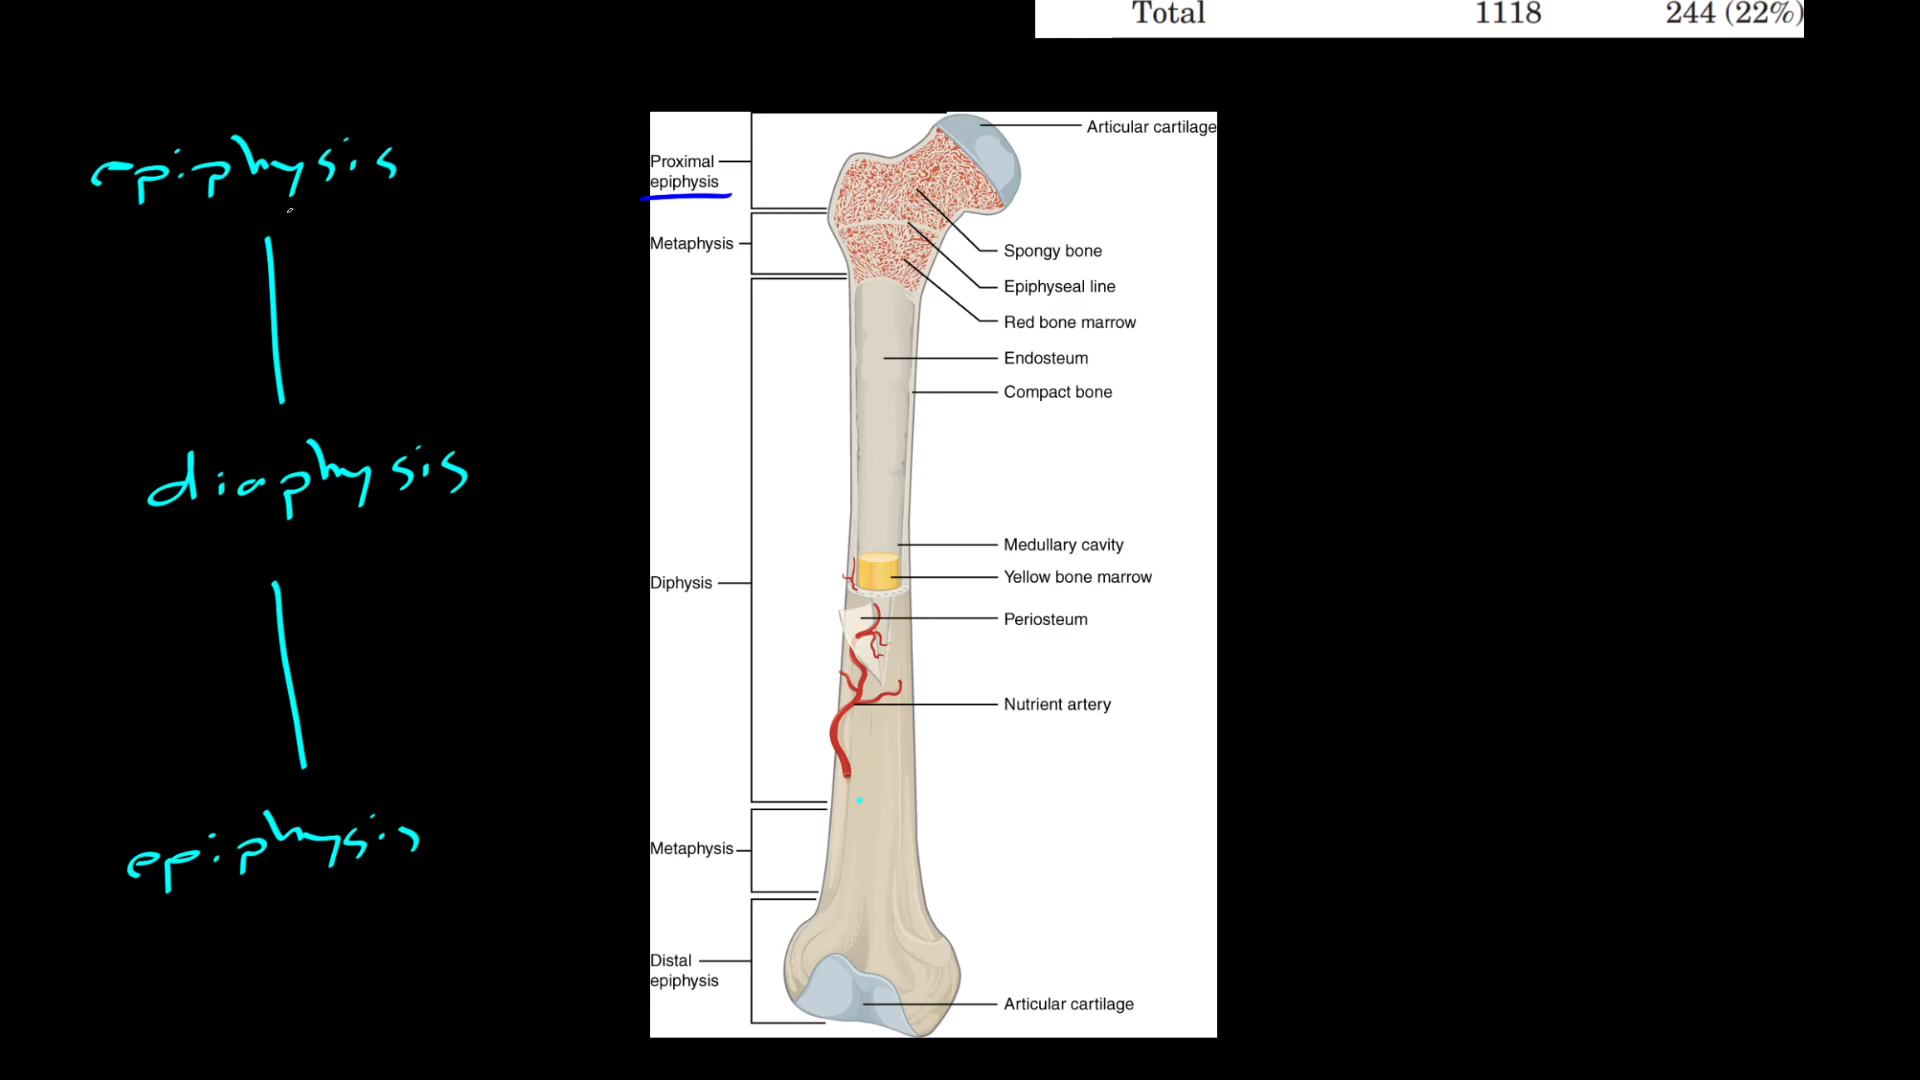 Total 1118 244 (22%)
epiphysis
diaphysis
epiphysis
Proximal
epiphysis
Metaphysis
Diphysis
Metaphysis
Distal
epiphysis
Articular cartilage
Spongy bone
Epiphyseal line
Red bone marrow
Endosteum
Compact bone
Medullary cavity
Yellow bone marrow
Periosteum
Nutrient artery
Articular cartilage